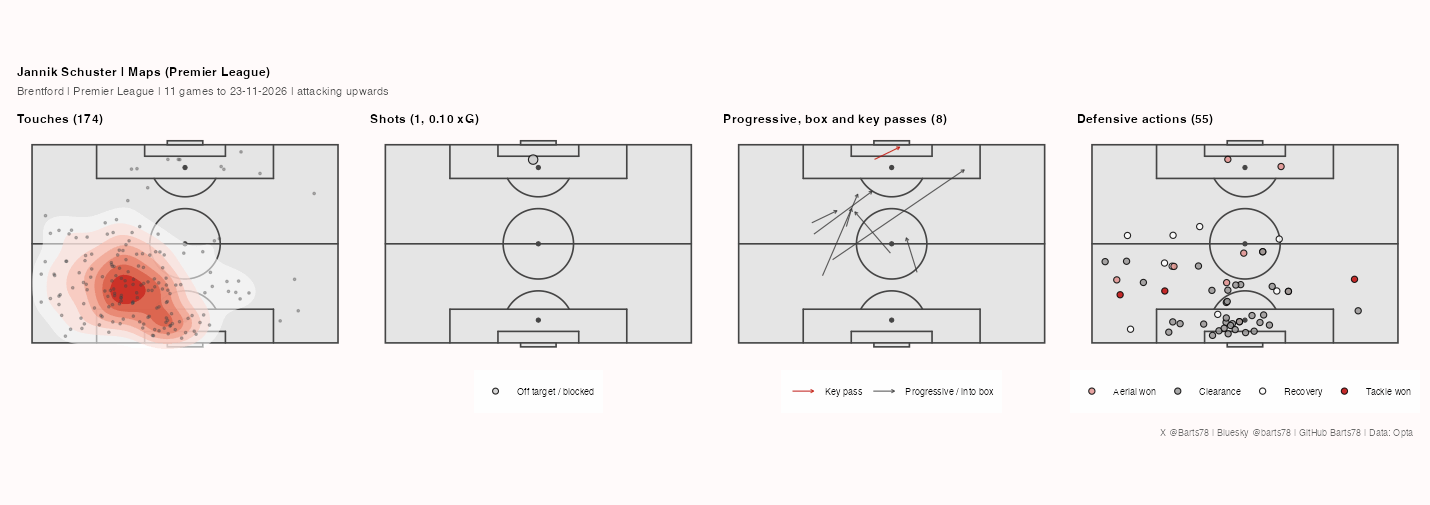 Jannik Schuster | Maps (Premier League)
Brentford | Premier League | 11 games to 23-11-2026 | attacking upwards
Touches (174)
Shots (1, 0.10 xG)
Progressive, box and key passes (8)
Defensive actions (55)
Off target / blocked
Key pass
Progressive / into box
Aerial won
Clearance
Recovery
Tackle won
X @Barts78 | Bluesky @barts78 | GitHub Barts78 | Data: Opta